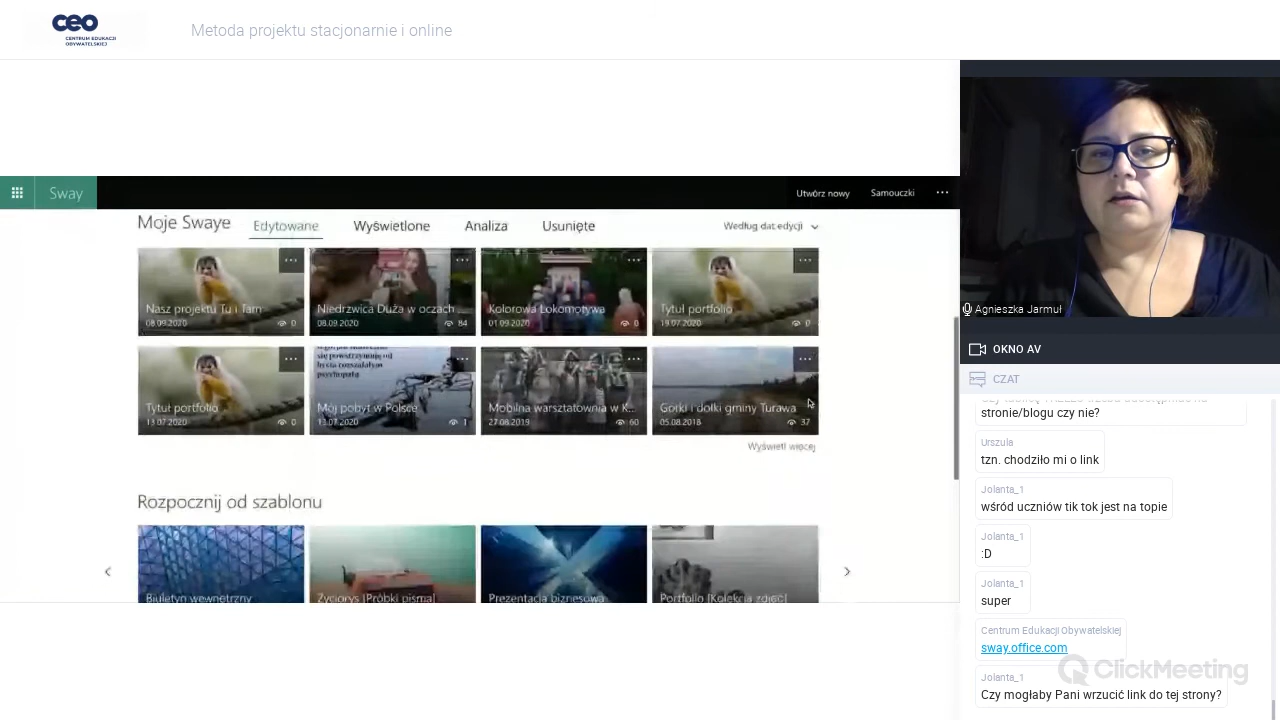 ceo
CENTRUM EDUKACJI
OBYWATELSKIEJ
Metoda projektu stacjonarnie i online
Sway
Utwórz nowy
Samouczki
Moje Swaye
Edytowane
Wyświetlone
Analiza
Usunięte
Według dat.edycji
Nasz projektu Tu i Tam
08.09.2020
0
Niedrzwica Duża w oczach ...
08.09.2020
84
Kolorowa Lokomotywa
01.09.2020
0
Tytuł portfolio
19.07.2020
0
Tytuł portfolio
13.07.2020
0
się powstrzymują od
Mój pobyt w Polsce
13.07.2020
1
Mobilna warsztatownia w K...
27.08.2019
60
Górki i dołki gminy Turawa
05.08.2018
37
Wyświetl więcej
Rozpocznij od szablonu
Biuletyn wewnętrzny
Życiorys [Próbki pisma]
Prezentacja biznesowa
Portfolio [Kolekcja zdjęć]
Agnieszka Jarmuł
OKNO AV
CZAT
stronie/blogu czy nie?
Urszula
tzn. chodziło mi o link
Jolanta_1
wśród uczniów tik tok jest na topie
Jolanta_1
:D
Jolanta_1
super
Centrum Edukacji Obywatelskiej
sway.office.com
ClickMeeting
Jolanta_1
Czy mogłaby Pani wrzucić link do tej strony?